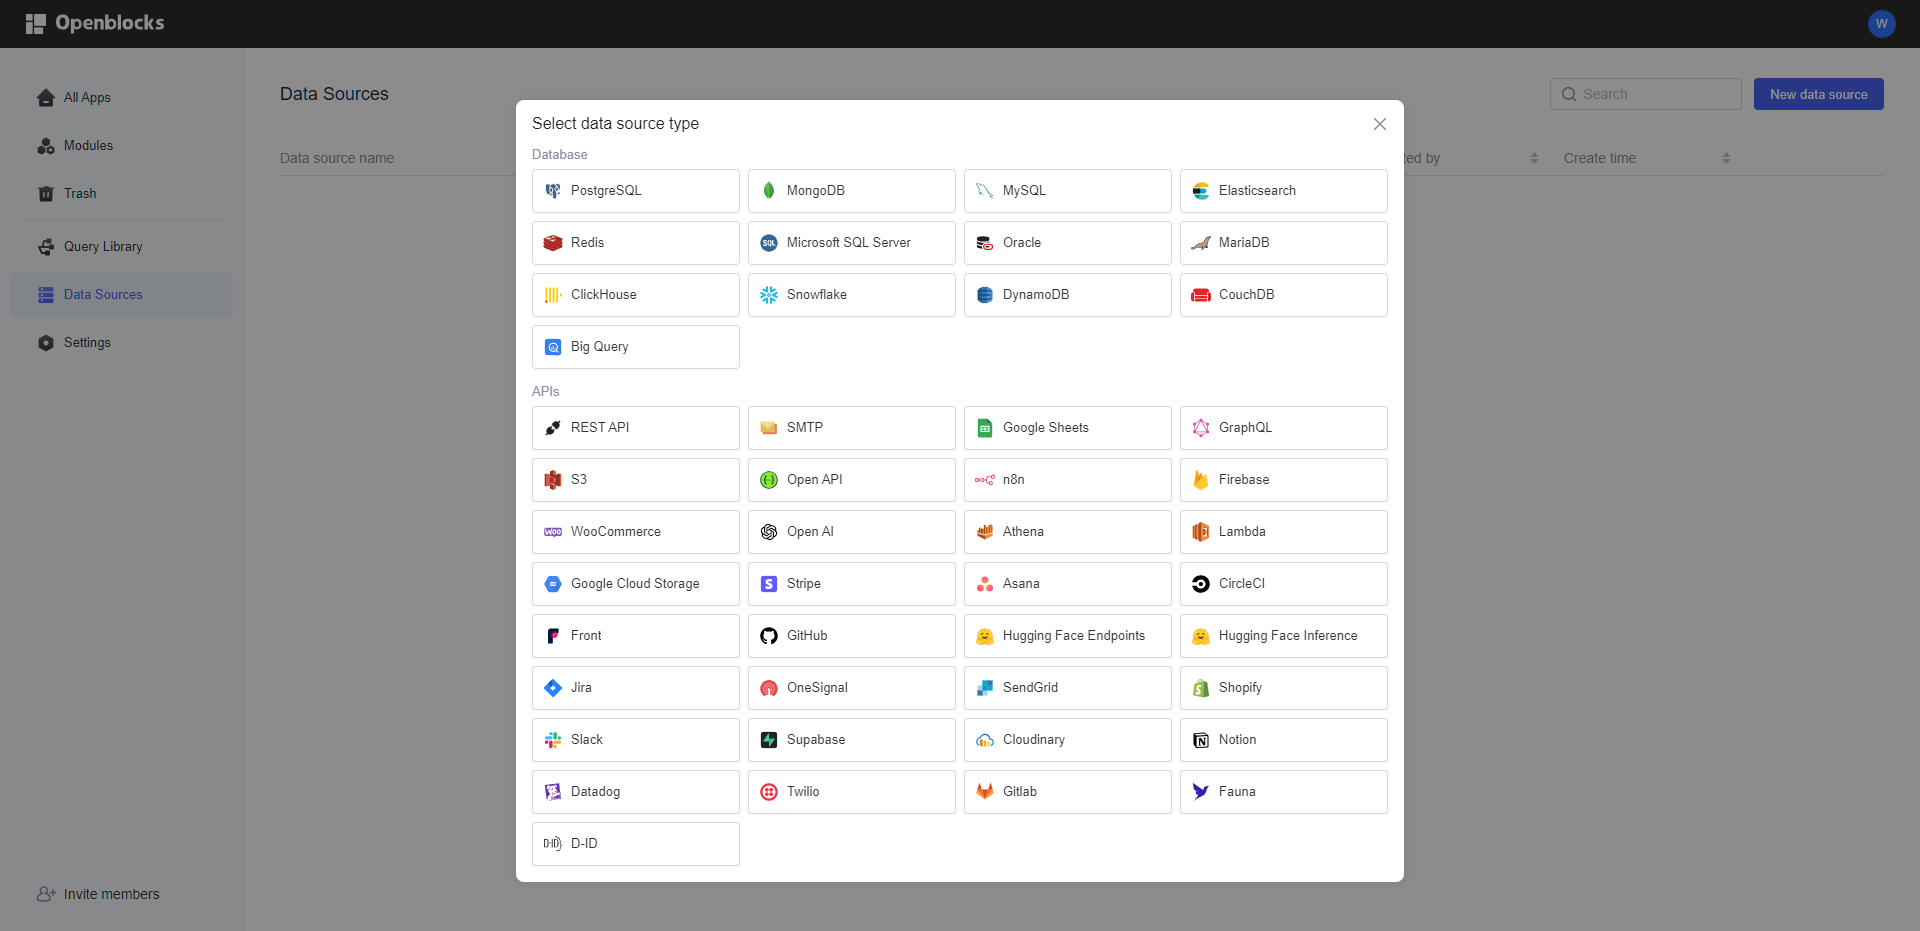 Openblocks
W
All Apps
Modules
Trash
Query Library
Data Sources
Settings
Invite members
Data Sources
Search
New data source
Data source name
ted by
Create time
Select data source type
Database
PostgreSQL
MongoDB
MySQL
Elasticsearch
Redis
SQL
Microsoft SQL Server
Oracle
MariaDB
ClickHouse
Snowflake
DynamoDB
CouchDB
Big Query
APIs
REST API
SMTP
Google Sheets
GraphQL
S3
Open API
n8n
Firebase
WOO
WooCommerce
Open AI
Athena
Lambda
Google Cloud Storage
S
Stripe
Asana
CircleCI
Front
GitHub
Hugging Face Endpoints
Hugging Face Inference
Jira
OneSignal
SendGrid
Shopify
Slack
Supabase
Cloudinary
N
Notion
Datadog
Twilio
Gitlab
Fauna
D-ID
D-ID